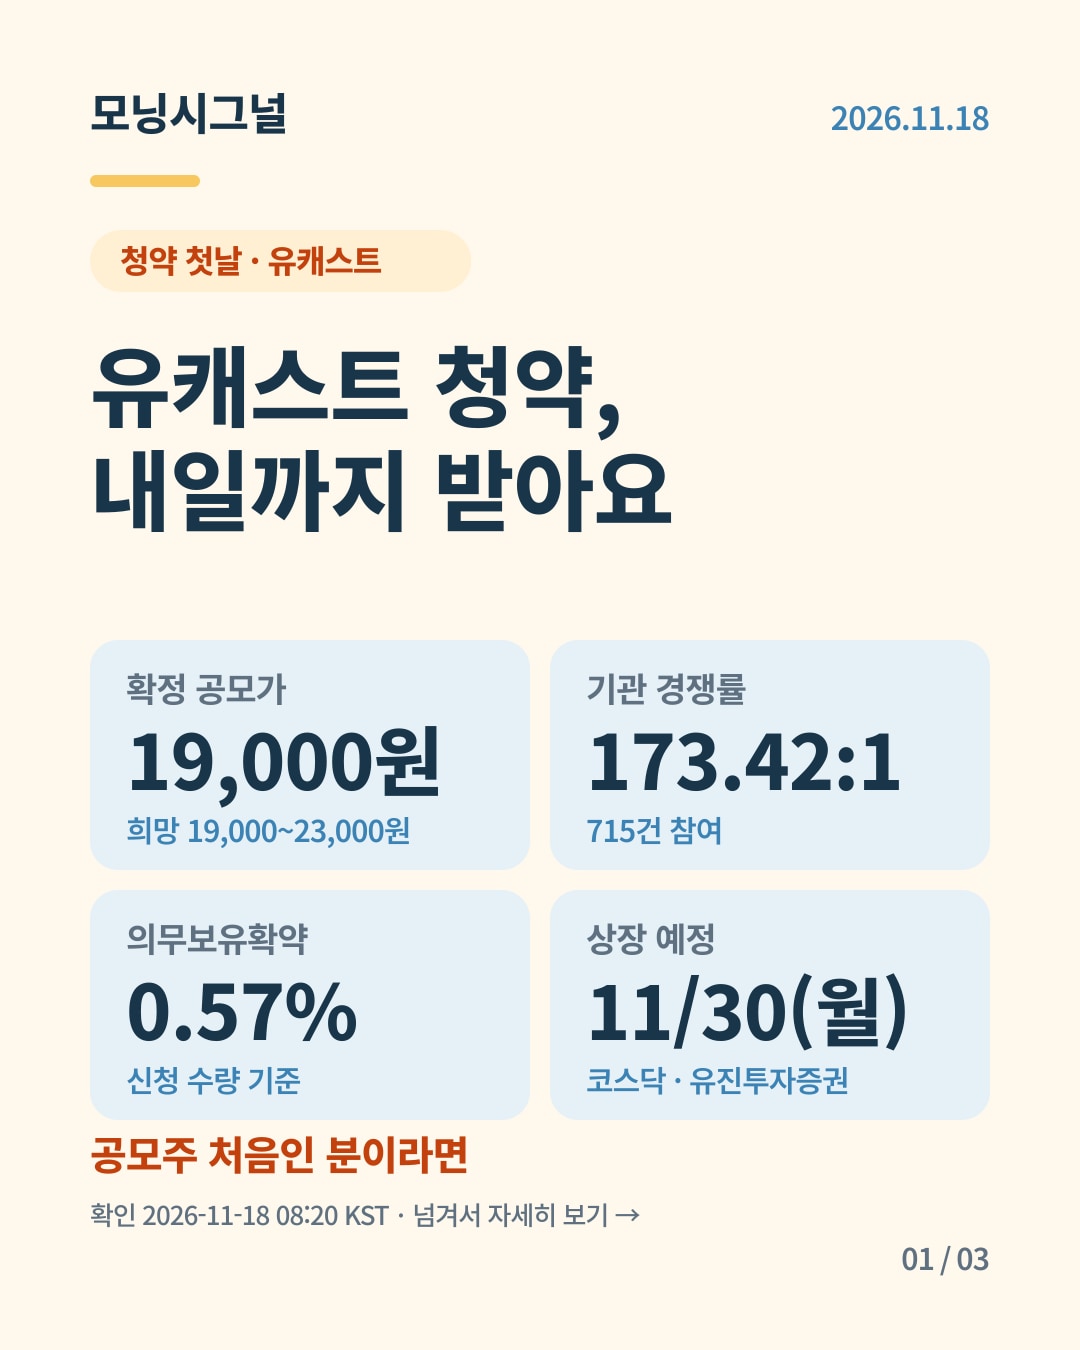 모닝시그널
2026.11.18
청약 첫날 · 유캐스트
유캐스트 청약,
내일까지 받아요
확정 공모가
19,000원
희망 19,000~23,000원
기관 경쟁률
173.42:1
715건 참여
의무보유확약
0.57%
신청 수량 기준
상장 예정
11/30(월)
코스닥 · 유진투자증권
공모주 처음인 분이라면
확인 2026-11-18 08:20 KST · 넘겨서 자세히 보기 →
01 / 03